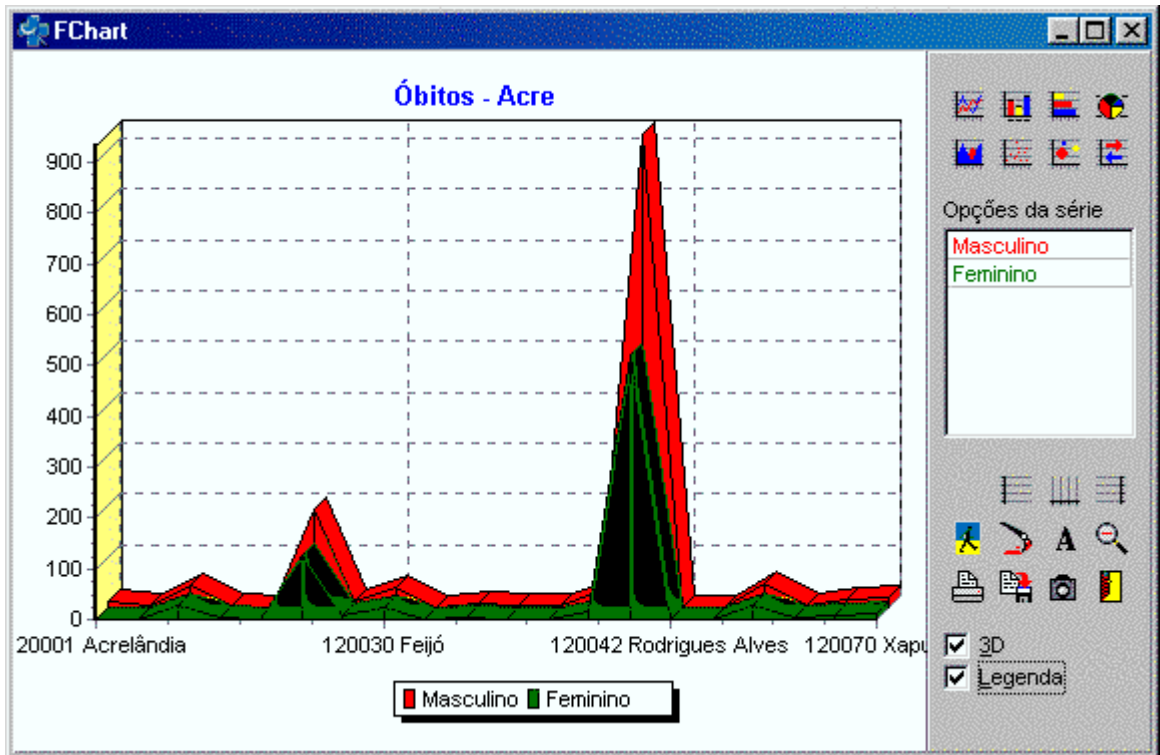 FChart
Óbitos - Acre
900
800
700
600
500
400
300
200
100
0
20001 Acrelândia
120030 Feijó
120042 Rodrigues Alves
120070 Xapu
Masculino
Feminino
Opções da série
Masculino
Feminino
A
3D
Legenda